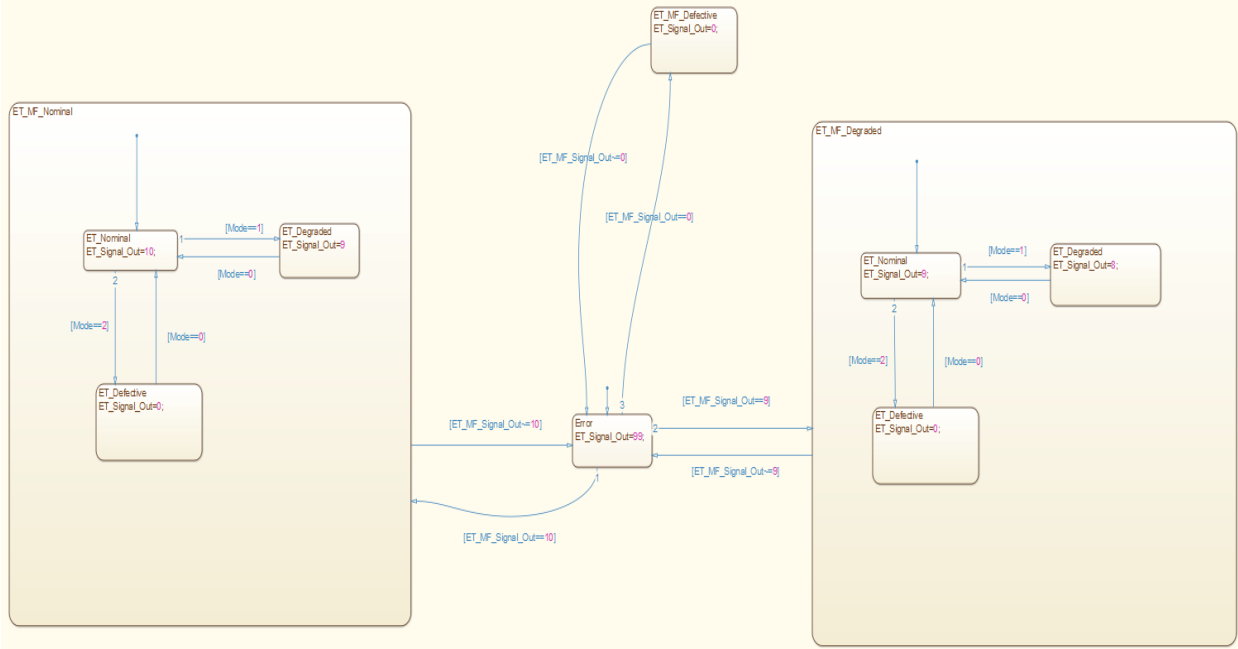 ET_MF_Defective
ET_Signal_Out=0;
ET_MF_Nominal
ET_MF_Degraded
[ET_MF_Signal_Out~=0]
[ET_MF_Signal_Out==0]
[Mode==1]
ET_Nominal
ET_Signal_Out=10;
1
2
ET_Degraded
ET_Signal_Out=9
[Mode==0]
[Mode==2]
[Mode==0]
ET_Defective
ET_Signal_Out=0;
[Mode==1]
ET_Nominal
ET_Signal_Out=9;
1
2
ET_Degraded
ET_Signal_Out=8;
[Mode==0]
[Mode==2]
[Mode==0]
ET_Defective
ET_Signal_Out=0;
[ET_MF_Signal_Out~=10]
3
Error
ET_Signal_Out=99;
2
1
[ET_MF_Signal_Out==9]
[ET_MF_Signal_Out~=9]
[ET_MF_Signal_Out==10]